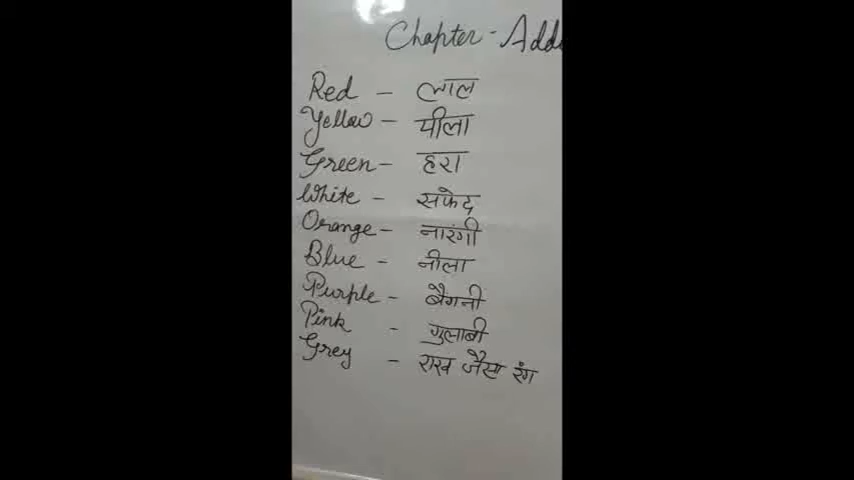 Chapter - Add
Red - लाल
Yellow - पीला
Green - हरा
White - सफेद
Orange - नारंगी
Blue - नीला
Purple - बैगनी
Pink - गुलाबी
Grey - राख जैसा रंग